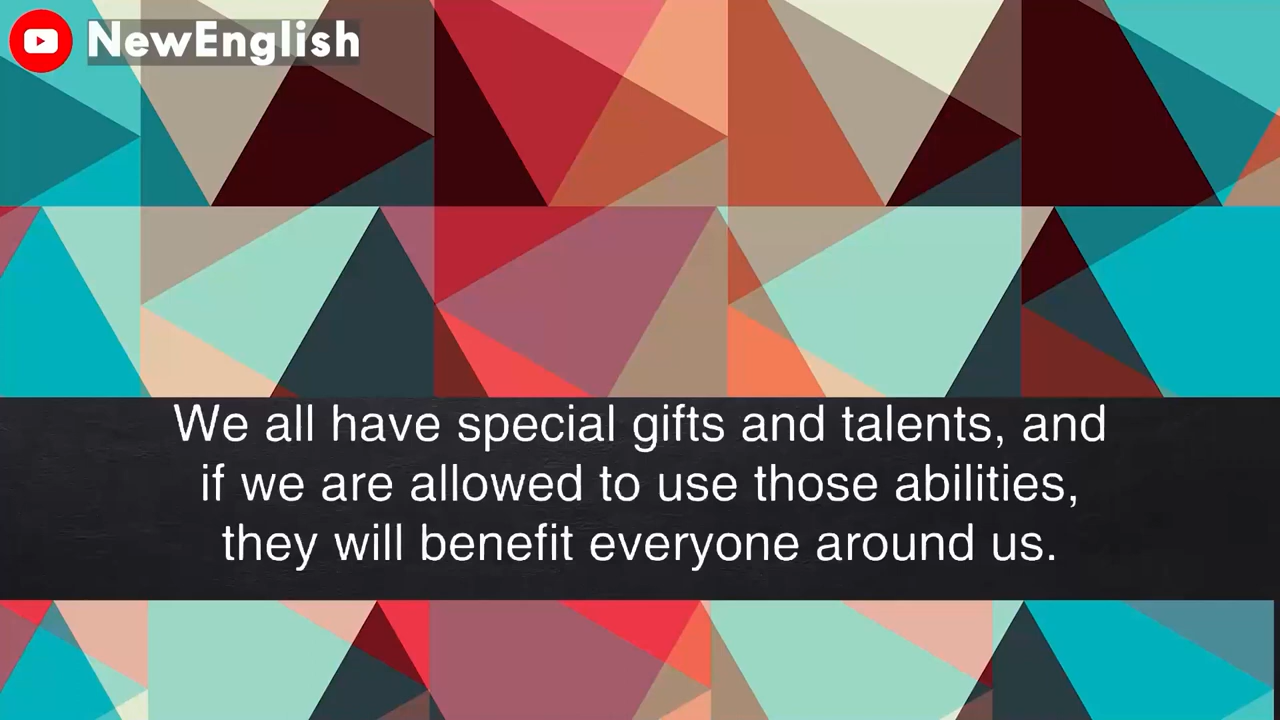 NewEnglish
We all have special gifts and talents, and
if we are allowed to use those abilities,
they will benefit everyone around us.